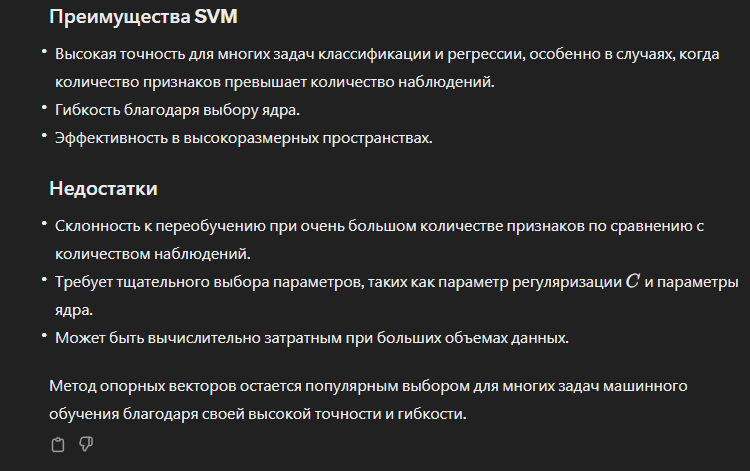 Преимущества SVM
• Высокая точность для многих задач классификации и регрессии, особенно в случаях, когда
количество признаков превышает количество наблюдений.
• Гибкость благодаря выбору ядра.
• Эффективность в высокоразмерных пространствах.
Недостатки
• Склонность к переобучению при очень большом количестве признаков по сравнению с
количеством наблюдений.
• Требует тщательного выбора параметров, таких как параметр регуляризации C и параметры
ядра.
• Может быть вычислительно затратным при больших объемах данных.
Метод опорных векторов остается популярным выбором для многих задач машинного
обучения благодаря своей высокой точности и гибкости.